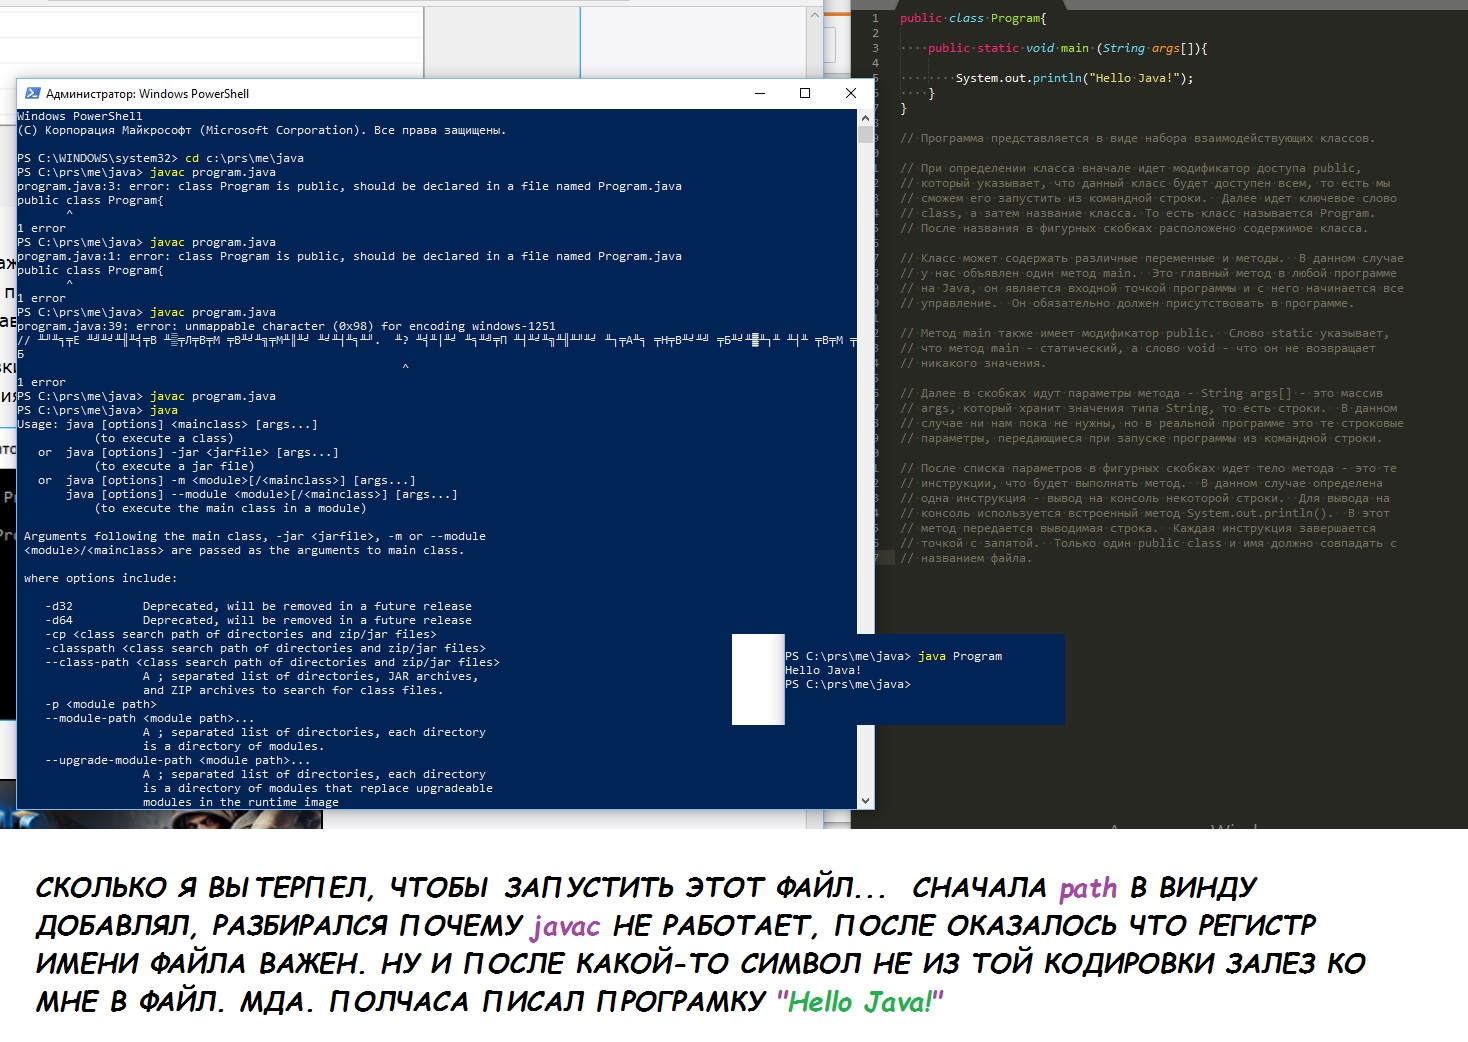 Администратор: Windows PowerShell
Windows PowerShell
(C) Корпорация Майкрософт (Microsoft Corporation). Все права защищены.
PS C:\WINDOWS\system32> cd c:\prs\me\java
PS C:\prs\me\java> javac program.java
program.java:3: error: class Program is public, should be declared in a file named Program.java
public class Program{
^
1 error
PS C:\prs\me\java> javac program.java
program.java:1: error: class Program is public, should be declared in a file named Program.java
public class Program{
^
1 error
PS C:\prs\me\java> javac program.java
program.java:39: error: unmappable character (0x98) for encoding windows-1251
//
Б
^
1 error
PS C:\prs\me\java> javac program.java
PS C:\prs\me\java> java
Usage: java [options] <mainclass> [args...]
(to execute a class)
or java [options] -jar <jarfile> [args...]
(to execute a jar file)
or java [options] -m <module>[/<mainclass>] [args...]
java [options] --module <module>[/<mainclass>] [args...]
(to execute the main class in a module)
Arguments following the main class, -jar <jarfile>, -m or --module
<module>/<mainclass> are passed as the arguments to main class.
where options include:
-d32 Deprecated, will be removed in a future release
-d64 Deprecated, will be removed in a future release
-cp <class search path of directories and zip/jar files>
-classpath <class search path of directories and zip/jar files>
--class-path <class search path of directories and zip/jar files>
A ; separated list of directories, JAR archives,
and ZIP archives to search for class files.
-p <module path>
--module-path <module path>...
A ; separated list of directories, each directory
is a directory of modules.
--upgrade-module-path <module path>...
A ; separated list of directories, each directory
is a directory of modules that replace upgradeable
modules in the runtime image
PS C:\prs\me\java> java Program
Hello Java!
PS C:\prs\me\java>
public class Program{
public static void main (String args[]){
System.out.println("Hello Java!");
}
}
// Программа представляется в виде набора взаимодействующих классов.
// При определении класса вначале идет модификатор доступа public,
// который указывает, что данный класс будет доступен всем, то есть мы
// сможем его запустить из командной строки. Далее идет ключевое слово
// class, а затем название класса. То есть класс называется Program.
// После названия в фигурных скобках расположено содержимое класса.
// Класс может содержать различные переменные и методы. В данном случае
// у нас объявлен один метод main. Это главный метод в любой программе
// на Java, он является входной точкой программы и с него начинается все
// управление. Он обязательно должен присутствовать в программе.
// Метод main также имеет модификатор public. Слово static указывает,
// что метод main - статический, а слово void - что он не возвращает
// никакого значения.
// Далее в скобках идут параметры метода - String args[] - это массив
// args, который хранит значения типа String, то есть строки. В данном
// случае ни нам пока не нужны, но в реальной программе это те строковые
// параметры, передающиеся при запуске программы из командной строки.
// После списка параметров в фигурных скобках идет тело метода - это те
// инструкции, что будет выполнять метод. В данном случае определена
// одна инструкция - вывод на консоль некоторой строки. Для вывода на
// консоль используется встроенный метод System.out.println(). В этот
// метод передается выводимая строка. Каждая инструкция завершается
// точкой с запятой. Только один public class и имя должно совпадать с
// названием файла.
СКОЛЬКО Я ВЫТЕРПЕЛ, ЧТОБЫ ЗАПУСТИТЬ ЭТОТ ФАЙЛ... СНАЧАЛА path В ВИНДУ
ДОБАВЛЯЛ, РАЗБИРАЛСЯ ПОЧЕМУ javac НЕ РАБОТАЕТ, ПОСЛЕ ОКАЗАЛОСЬ ЧТО РЕГИСТР
ИМЕНИ ФАЙЛА ВАЖЕН. НУ И ПОСЛЕ КАКОЙ-ТО СИМВОЛ НЕ ИЗ ТОЙ КОДИРОВКИ ЗАЛЕЗ КО
МНЕ В ФАЙЛ. МДА. ПОЛЧАСА ПИСАЛ ПРОГРАМКУ "Hello Java!"